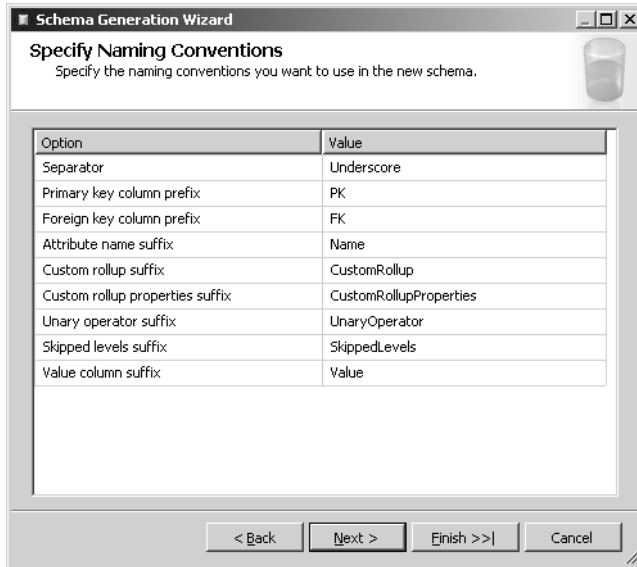 Schema Generation Wizard
Specify Naming Conventions
Specify the naming conventions you want to use in the new schema.
Option Value
Separator Underscore
Primary key column prefix PK
Foreign key column prefix FK
Attribute name suffix Name
Custom rollup suffix CustomRollup
Custom rollup properties suffix CustomRollupProperties
Unary operator suffix UnaryOperator
Skipped levels suffix SkippedLevels
Value column suffix Value
< Back Next > Finish >>| Cancel